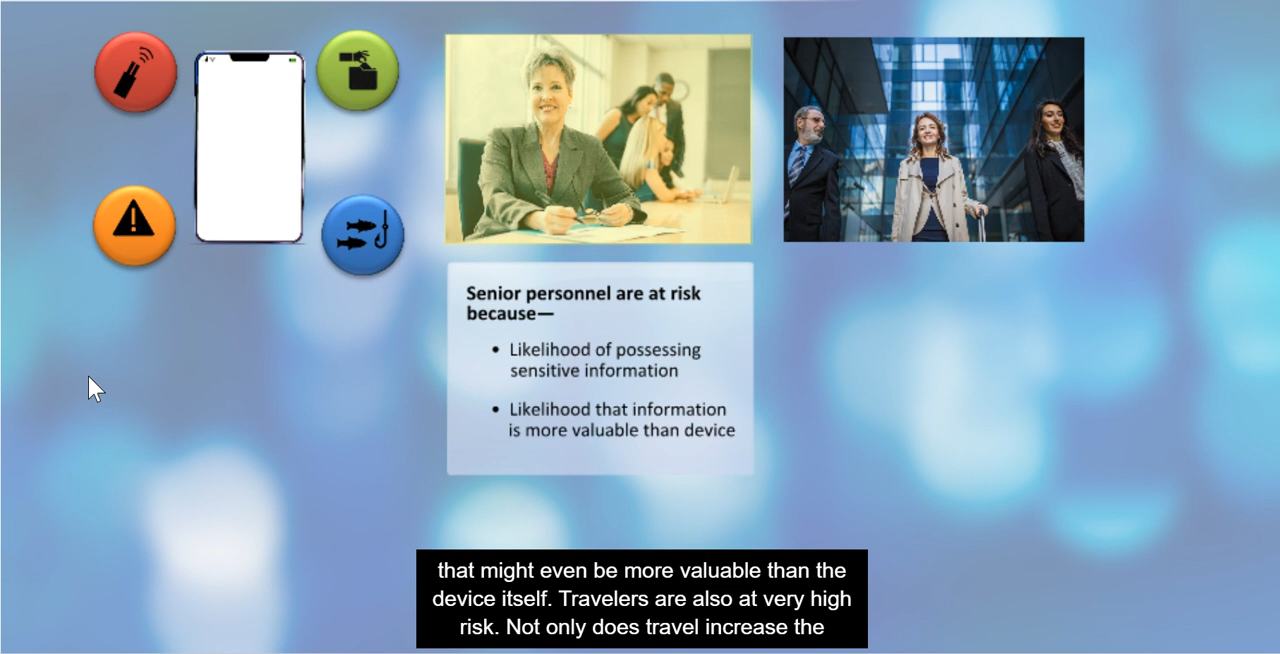 Senior personnel are at risk
because—
• Likelihood of possessing
sensitive information
• Likelihood that information
is more valuable than device
that might even be more valuable than the
device itself. Travelers are also at very high
risk. Not only does travel increase the